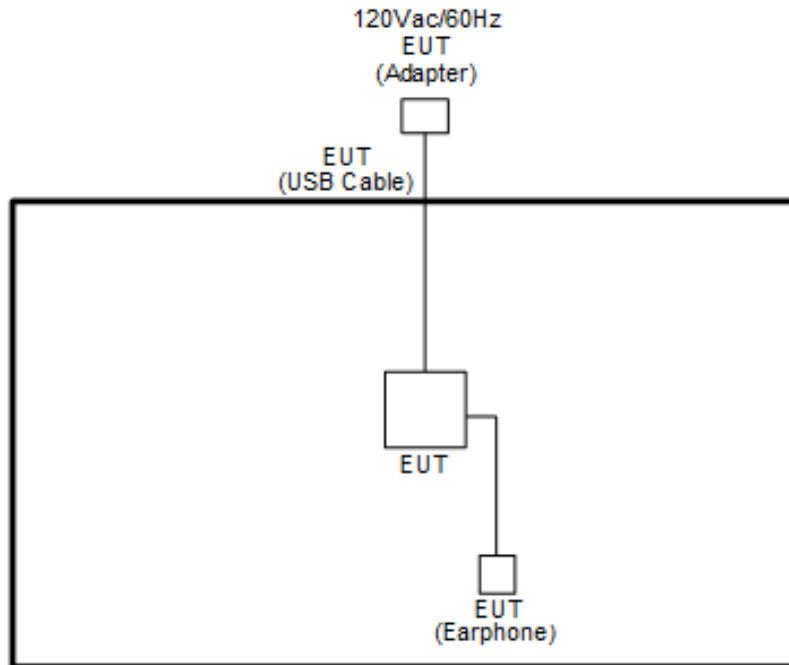 120Vac/60Hz
EUT
(Adapter)
EUT
(USB Cable)
EUT
EUT
(Earphone)